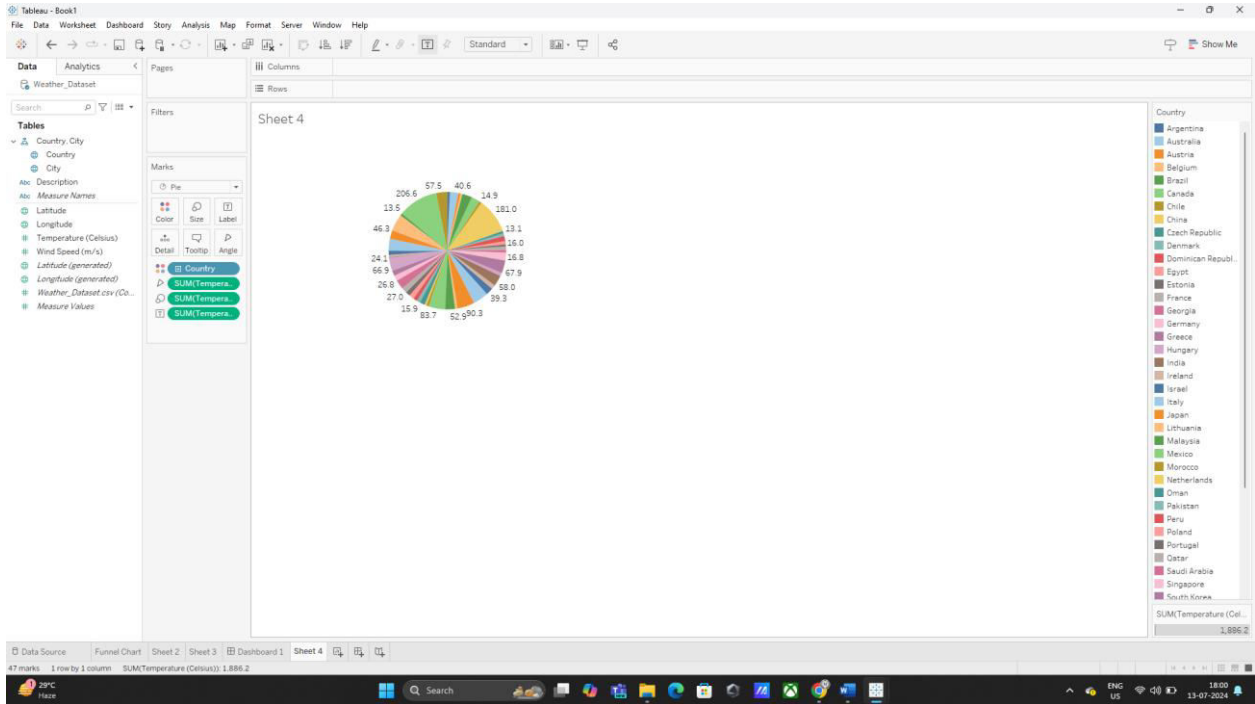 Tableau - Book1
File Data Worksheet Dashboard Story Analysis Map Format Server Window Help
Standard
Show Me
Data Analytics
Pages
Columns
Weather_Dataset
Rows
Search
Filters
Sheet 4
Tables
Country, City
Country
City
Abc Description
Abc Measure Names
Latitude
Longitude
# Temperature (Celsius)
# Wind Speed (m/s)
Latitude (generated)
Longitude (generated)
# Weather_Dataset.csv (Co...
# Measure Values
Marks
Pie
Color Size Label
Detail Tooltip Angle
Country
SUM(Tempera..
SUM(Tempera..
SUM(Tempera..
57.5 40.6
206.6 14.9
13.5 181.0
46.3 13.1
16.0
24.1 16.8
66.9 67.9
26.8 58.0
27.0 39.3
15.9 83.7 52.9 90.3
Country
Argentina
Australia
Austria
Belgium
Brazil
Canada
Chile
China
Czech Republic
Denmark
Dominican Republ..
Egypt
Estonia
France
Georgia
Germany
Greece
Hungary
India
Ireland
Israel
Italy
Japan
Lithuania
Malaysia
Mexico
Morocco
Netherlands
Oman
Pakistan
Peru
Poland
Portugal
Qatar
Saudi Arabia
Singapore
South Korea
SUM(Temperature (Cel...
1,886.2
Data Source Funnel Chart Sheet 2 Sheet 3 Dashboard 1 Sheet 4
47 marks 1 row by 1 column SUM(Temperature (Celsius)): 1,886.2
1 29°C
Haze
Search
ENG
US
18:00
13-07-2024